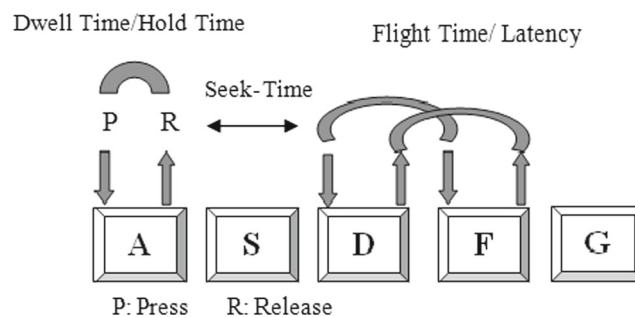 Dwell Time/Hold Time
Flight Time/ Latency
Seek-Time
P R
A S D F G
P: Press R: Release